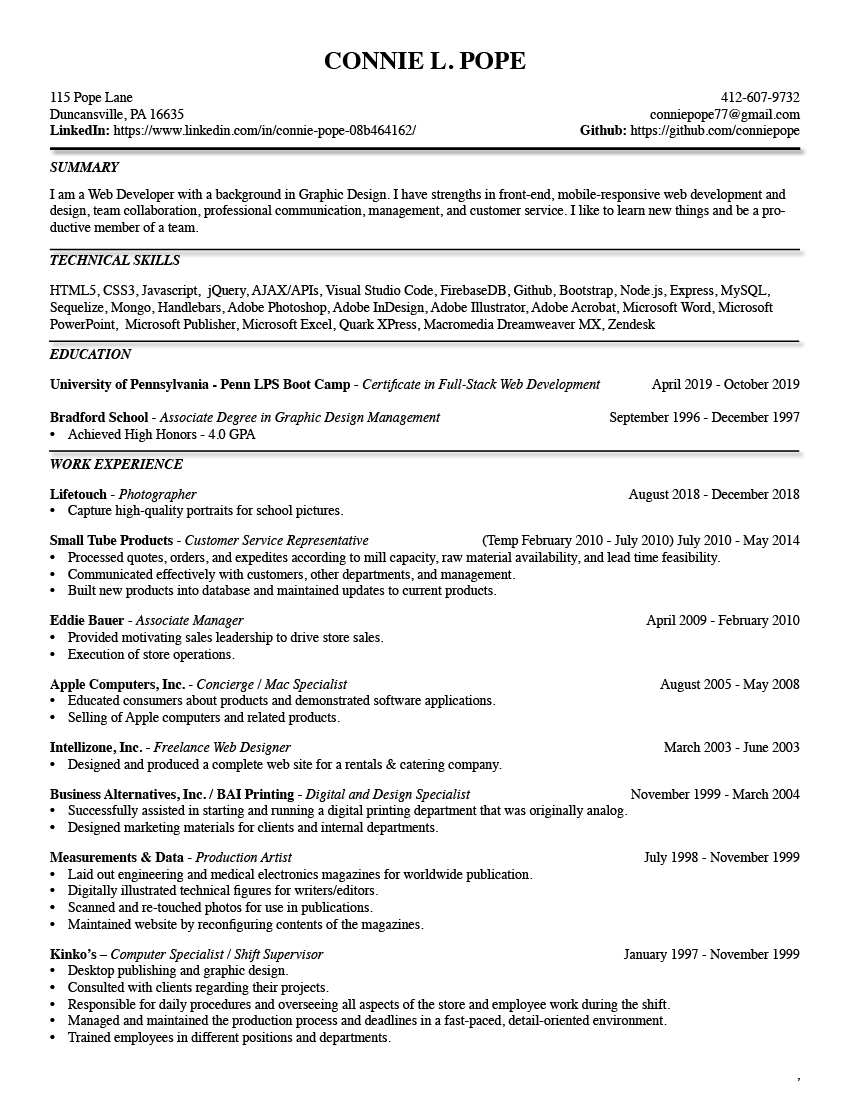 CONNIE L. POPE
115 Pope Lane 412-607-9732
Duncansville, PA 16635 conniepope77@gmail.com
LinkedIn: https://www.linkedin.com/in/connie-pope-08b464162/ Github: https://github.com/conniepope
SUMMARY
I am a Web Developer with a background in Graphic Design. I have strengths in front-end, mobile-responsive web development and
design, team collaboration, professional communication, management, and customer service. I like to learn new things and be a pro-
ductive member of a team.
TECHNICAL SKILLS
HTML5, CSS3, Javascript,  jQuery, AJAX/APIs, Visual Studio Code, FirebaseDB, Github, Bootstrap, Node.js, Express, MySQL,
Sequelize, Mongo, Handlebars, Adobe Photoshop, Adobe InDesign, Adobe Illustrator, Adobe Acrobat, Microsoft Word, Microsoft
PowerPoint,  Microsoft Publisher, Microsoft Excel, Quark XPress, Macromedia Dreamweaver MX, Zendesk
EDUCATION
University of Pennsylvania - Penn LPS Boot Camp - Certificate in Full-Stack Web Development April 2019 - October 2019
Bradford School - Associate Degree in Graphic Design Management September 1996 - December 1997
• Achieved High Honors - 4.0 GPA
WORK EXPERIENCE
Lifetouch - Photographer August 2018 - December 2018
• Capture high-quality portraits for school pictures.
Small Tube Products - Customer Service Representative (Temp February 2010 - July 2010) July 2010 - May 2014
• Processed quotes, orders, and expedites according to mill capacity, raw material availability, and lead time feasibility.
• Communicated effectively with customers, other departments, and management.
• Built new products into database and maintained updates to current products.
Eddie Bauer - Associate Manager April 2009 - February 2010
• Provided motivating sales leadership to drive store sales.
• Execution of store operations.
Apple Computers, Inc. - Concierge / Mac Specialist August 2005 - May 2008
• Educated consumers about products and demonstrated software applications.
• Selling of Apple computers and related products.
Intellizone, Inc. - Freelance Web Designer March 2003 - June 2003
• Designed and produced a complete web site for a rentals & catering company.
Business Alternatives, Inc. / BAI Printing - Digital and Design Specialist November 1999 - March 2004
• Successfully assisted in starting and running a digital printing department that was originally analog.
• Designed marketing materials for clients and internal departments.
Measurements & Data - Production Artist July 1998 - November 1999
• Laid out engineering and medical electronics magazines for worldwide publication.
• Digitally illustrated technical figures for writers/editors.
• Scanned and re-touched photos for use in publications.
• Maintained website by reconfiguring contents of the magazines.
Kinko's – Computer Specialist / Shift Supervisor January 1997 - November 1999
• Desktop publishing and graphic design.
• Consulted with clients regarding their projects.
• Responsible for daily procedures and overseeing all aspects of the store and employee work during the shift.
• Managed and maintained the production process and deadlines in a fast-paced, detail-oriented environment.
• Trained employees in different positions and departments.
,